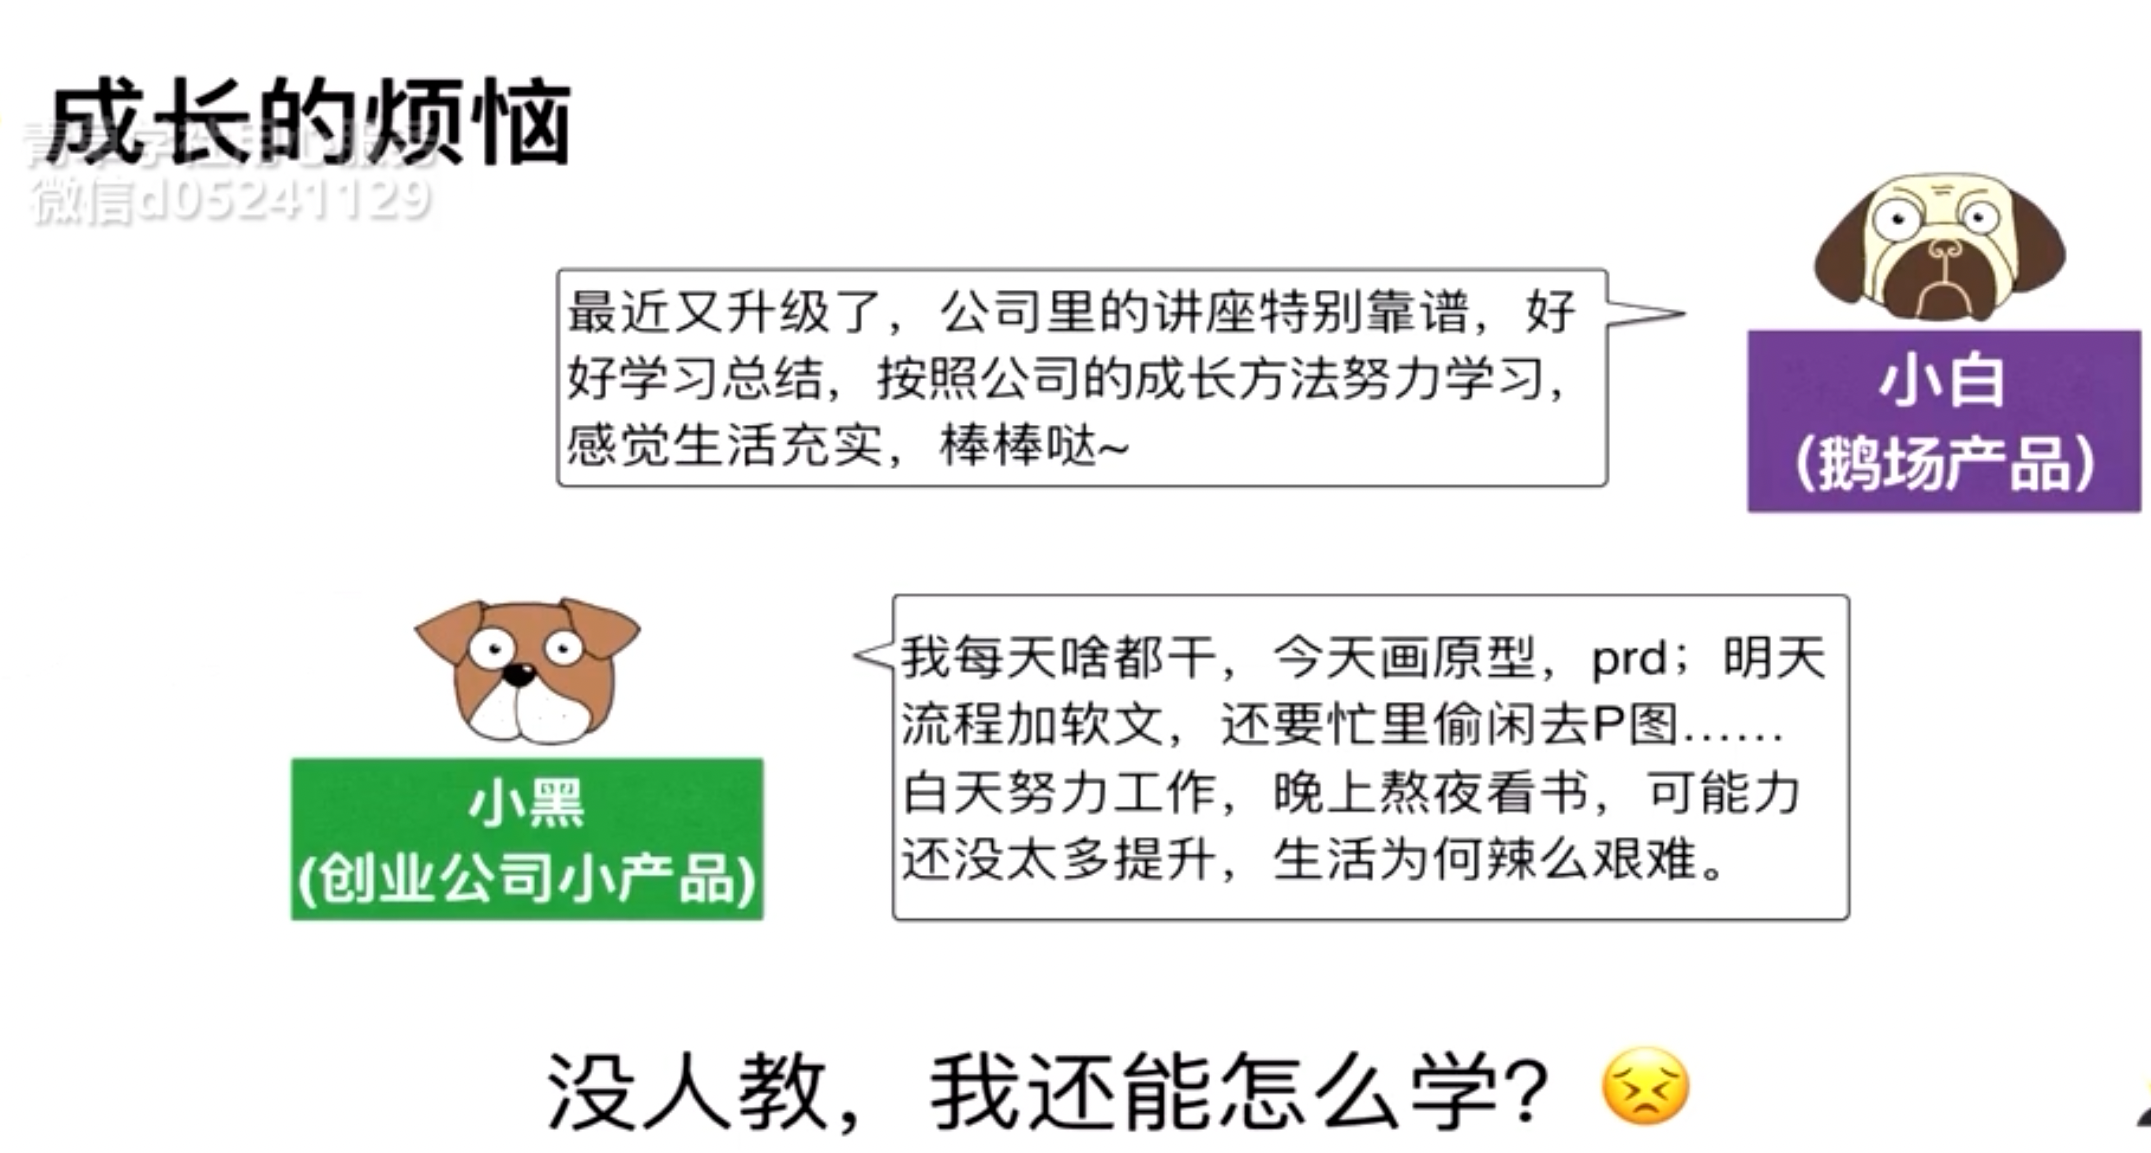 成长的烦恼
微信d05241129
最近又升级了，公司里的讲座特别靠谱，好
好学习总结，按照公司的成长方法努力学习，
感觉生活充实，棒棒哒~
小白
（鹅场产品）
我每天啥都干，今天画原型，prd；明天
流程加软文，还要忙里偷闲去P图……
白天努力工作，晚上熬夜看书，可能力
还没太多提升，生活为何辣么艰难。
小黑
(创业公司小产品)
没人教，我还能怎么学？😣